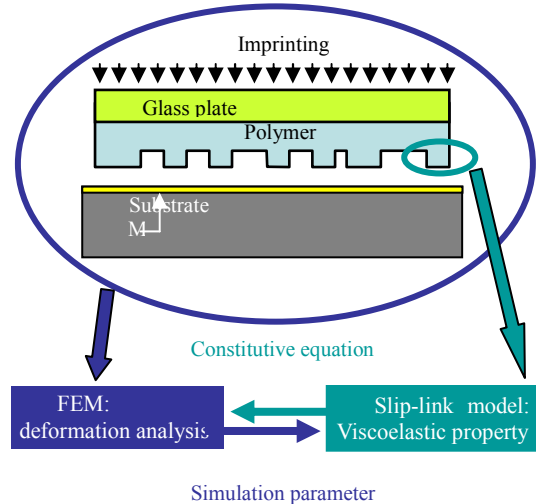 Imprinting
Glass plate
Polymer
Substrate
M
Constitutive equation
FEM:
deformation analysis.
Slip-link model:
Viscoelastic property
Simulation parameter